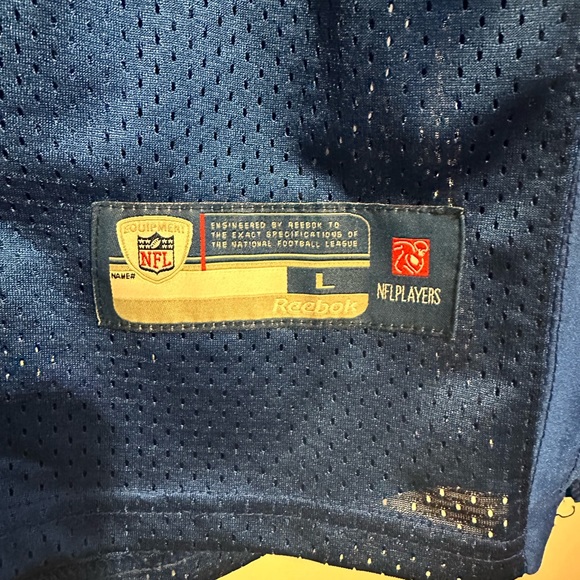 EQUIPMENT
NFL
ENGINEERED BY REEBOK TO
THE EXACT SPECIFICATIONS OF
THE NATIONAL FOOTBALL LEAGUE
NAME#
L
Reebok
NFLPLAYERS